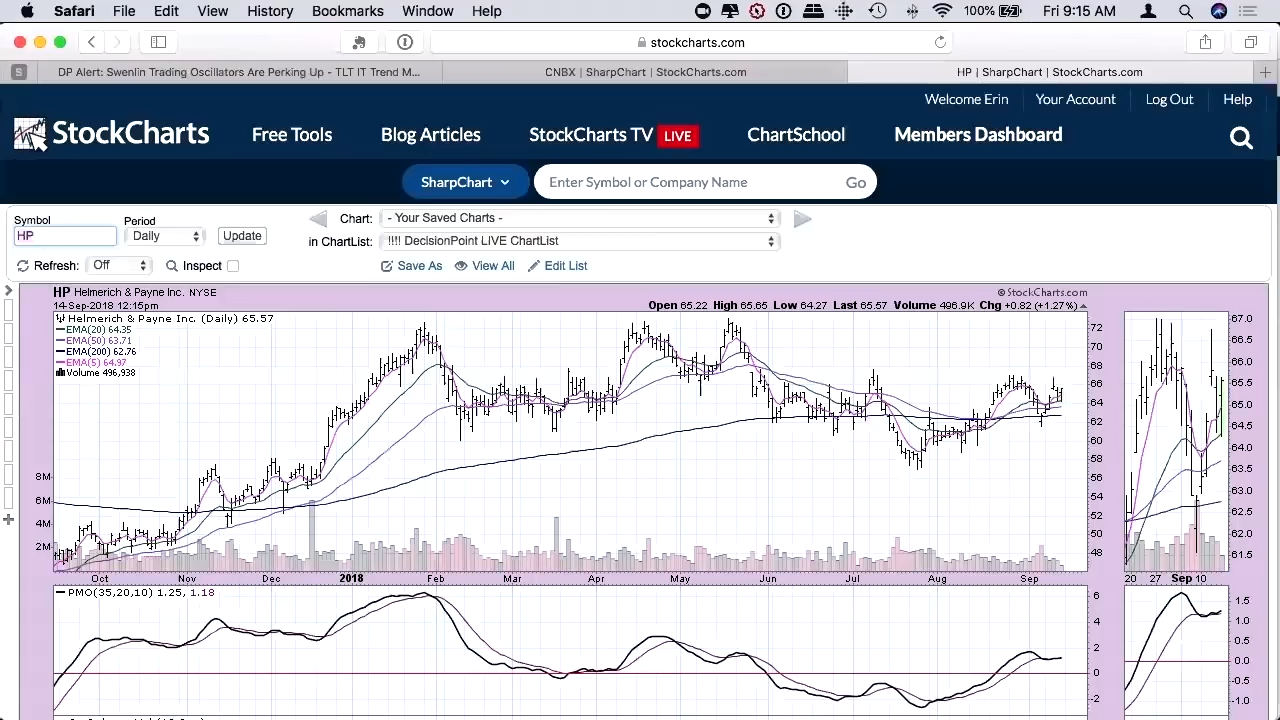 Safari File Edit View History Bookmarks Window Help 100% Fri 9:15 AM
stockcharts.com
S DP Alert: Swenlin Trading Oscillators Are Perking Up - TLT IT Trend M... CNBX | SharpChart | StockCharts.com HP | SharpChart | StockCharts.com
Welcome Erin Your Account Log Out Help
StockCharts Free Tools Blog Articles StockCharts TV LIVE ChartSchool Members Dashboard
SharpChart Enter Symbol or Company Name Go
Symbol Period Chart: - Your Saved Charts -
HP Daily Update in ChartList: !!!! DecisionPoint LIVE ChartList
Refresh: Off Inspect Save As View All Edit List
HP Helmerich & Payne Inc. NYSE © StockCharts.com
14-Sep-2018 12:15pm Open 65.22 High 65.65 Low 64.27 Last 65.57 Volume 496.9K Chg +0.82 (+1.27%)
Helmerich & Payne Inc. (Daily) 65.57
EMA(20) 64.35
EMA(50) 63.71
EMA(200) 62.76
EMA(5) 64.97
Volume 496,938
72
70
68
66
64
62
60
58
56
54
52
50
48
8M
6M
4M
2M
67.0
66.5
66.0
65.5
65.0
64.5
64.0
63.5
63.0
62.5
62.0
61.5
Oct Nov Dec 2018 Feb Mar Apr May Jun Jul Aug Sep 20 27 Sep 10
PMO(35,20,10) 1.25, 1.18
6
4
2
0
-2
1.5
1.0
0.5
0.0
-0.5
-1.0